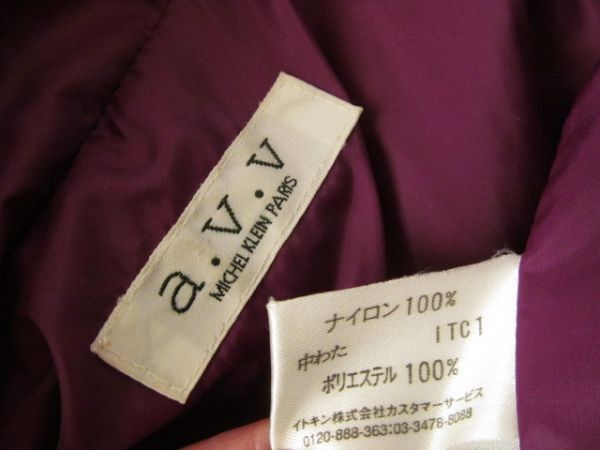 a.v.v
MICHEL KLEIN PARIS
ナイロン 100%
中わた ITC1
ポリエステル 100%
イトキン株式会社カスタマーサービス
0120-888-363:03-3478-8088